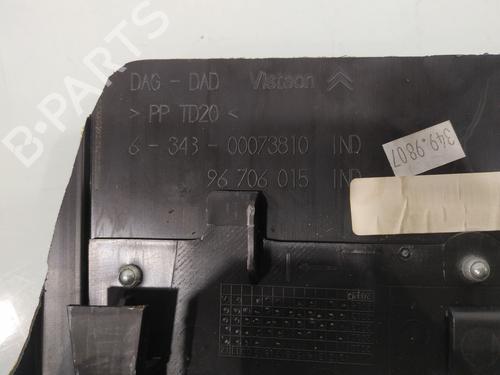 DAG - DAD Visteon
> PP TD20 <
6 - 343 - 00073810 IND
96 706 015 IND
349.9807
B-PARTS